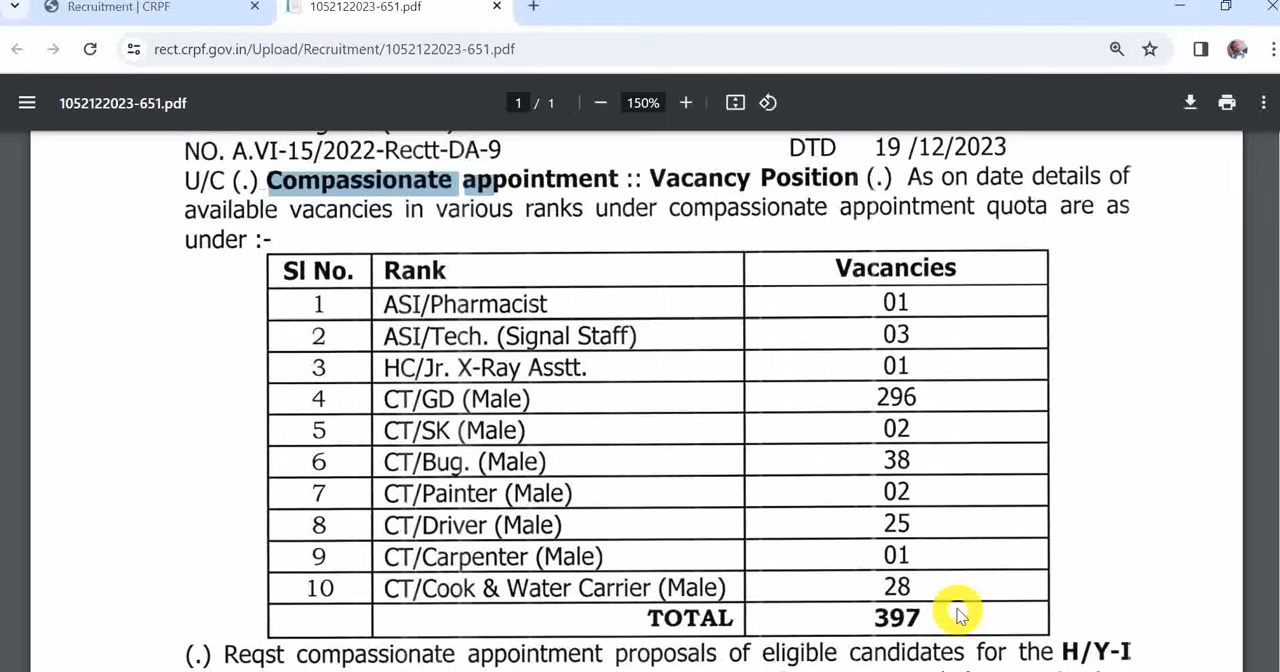 Recruitment | CRPF
1052122023-651.pdf
rect.crpf.gov.in/Upload/Recruitment/1052122023-651.pdf
1052122023-651.pdf 1 / 1 150%
NO. A.VI-15/2022-Rectt-DA-9 DTD 19 /12/2023
U/C (.) Compassionate appointment :: Vacancy Position (.) As on date details of
available vacancies in various ranks under compassionate appointment quota are as
under :-
Sl No. Rank Vacancies
1 ASI/Pharmacist 01
2 ASI/Tech. (Signal Staff) 03
3 HC/Jr. X-Ray Asstt. 01
4 CT/GD (Male) 296
5 CT/SK (Male) 02
6 CT/Bug. (Male) 38
7 CT/Painter (Male) 02
8 CT/Driver (Male) 25
9 CT/Carpenter (Male) 01
10 CT/Cook & Water Carrier (Male) 28
TOTAL 397
(.) Reqst compassionate appointment proposals of eligible candidates for the H/Y-I